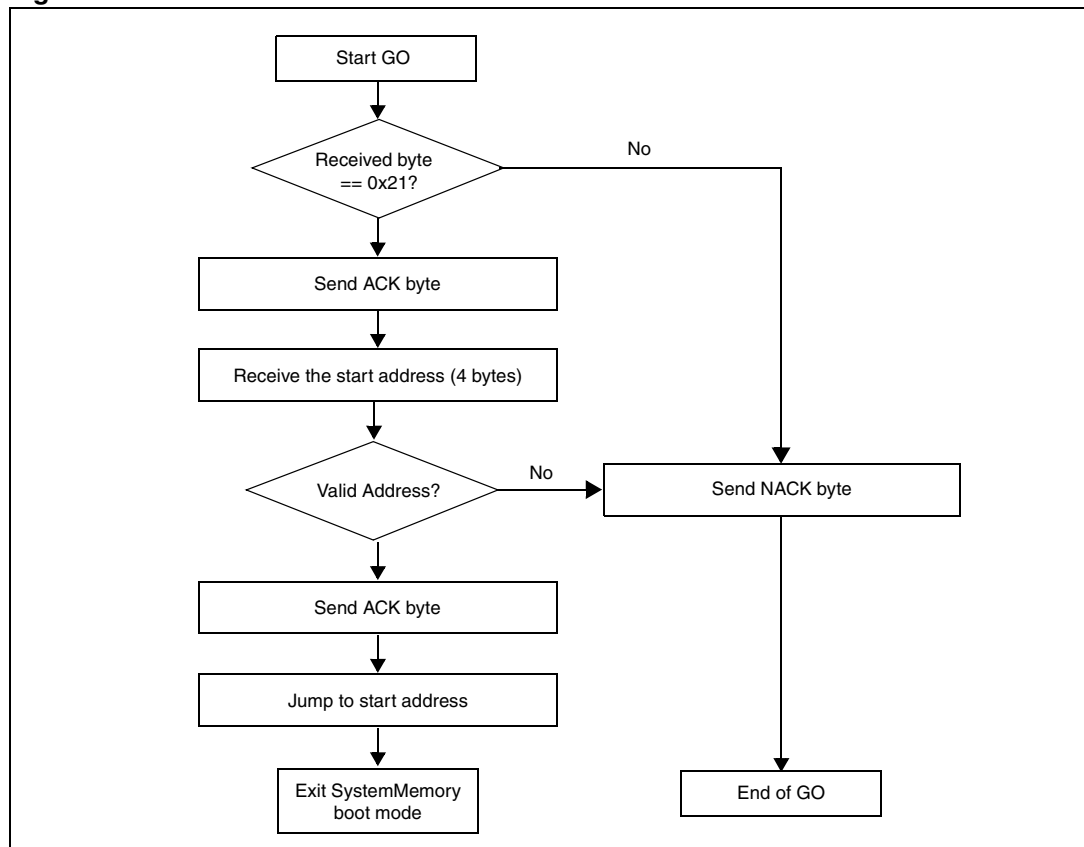 Start GO
Received byte
== 0x21?
No
Send ACK byte
Receive the start address (4 bytes)
Valid Address?
No
Send NACK byte
Send ACK byte
Jump to start address
Exit SystemMemory
boot mode
End of GO